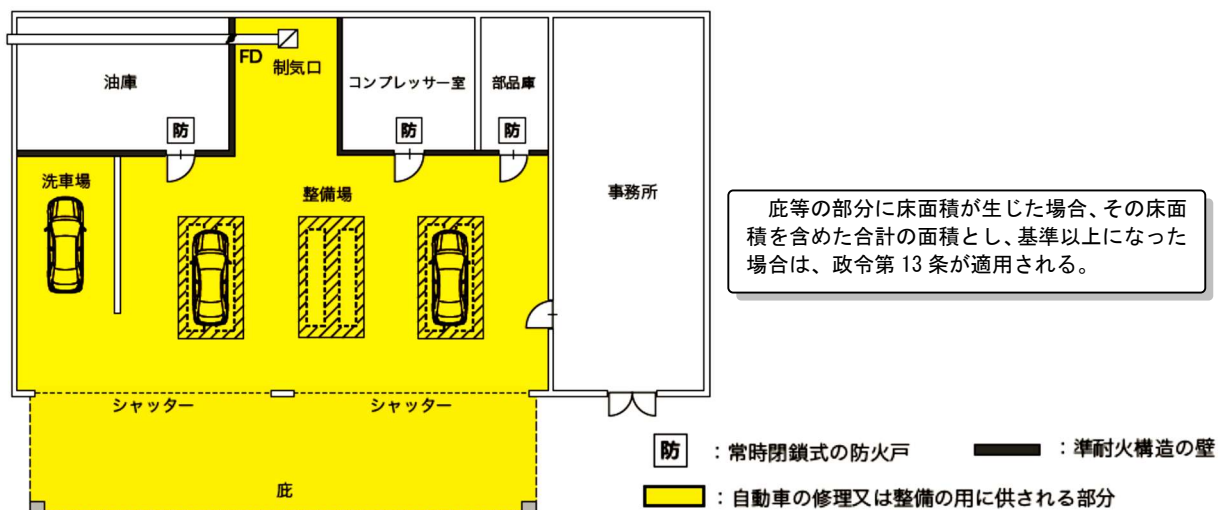 FD
制気口
油庫
コンプレッサー室
部品庫
防
防
防
洗車場
整備場
事務所
庇等の部分に床面積が生じた場合、その床面
積を含めた合計の面積とし、基準以上になった
場合は、政令第 13 条が適用される。
シャッター
シャッター
庇
防 :常時閉鎖式の防火戸
:準耐火構造の壁
:自動車の修理又は整備の用に供される部分